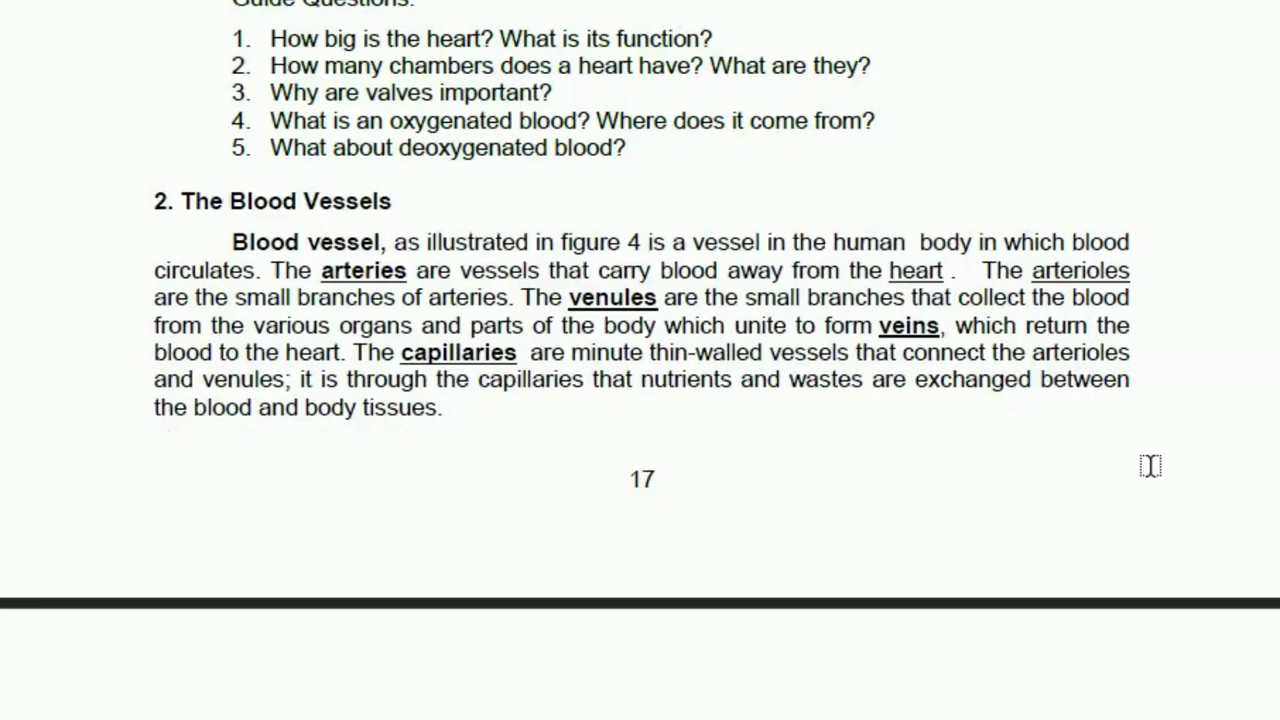 Guide Questions:
1. How big is the heart? What is its function?
2. How many chambers does a heart have? What are they?
3. Why are valves important?
4. What is an oxygenated blood? Where does it come from?
5. What about deoxygenated blood?
2. The Blood Vessels
Blood vessel, as illustrated in figure 4 is a vessel in the human body in which blood
circulates. The arteries are vessels that carry blood away from the heart . The arterioles
are the small branches of arteries. The venules are the small branches that collect the blood
from the various organs and parts of the body which unite to form veins, which return the
blood to the heart. The capillaries are minute thin-walled vessels that connect the arterioles
and venules; it is through the capillaries that nutrients and wastes are exchanged between
the blood and body tissues.
17